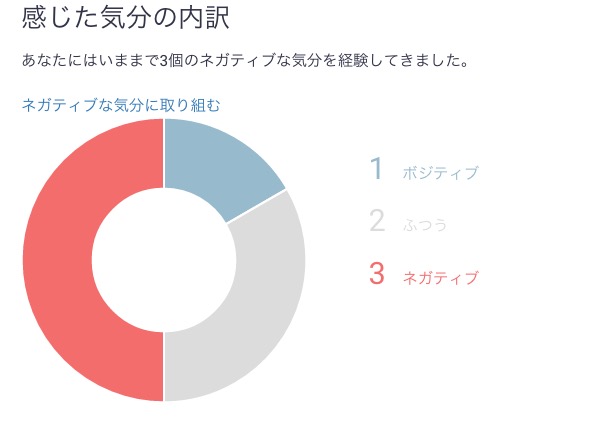 感じた気分の内訳
あなたにはいままで3個のネガティブな気分を経験してきました。
ネガティブな気分に取り組む
1 ポジティブ
2 ふつう
3 ネガティブ